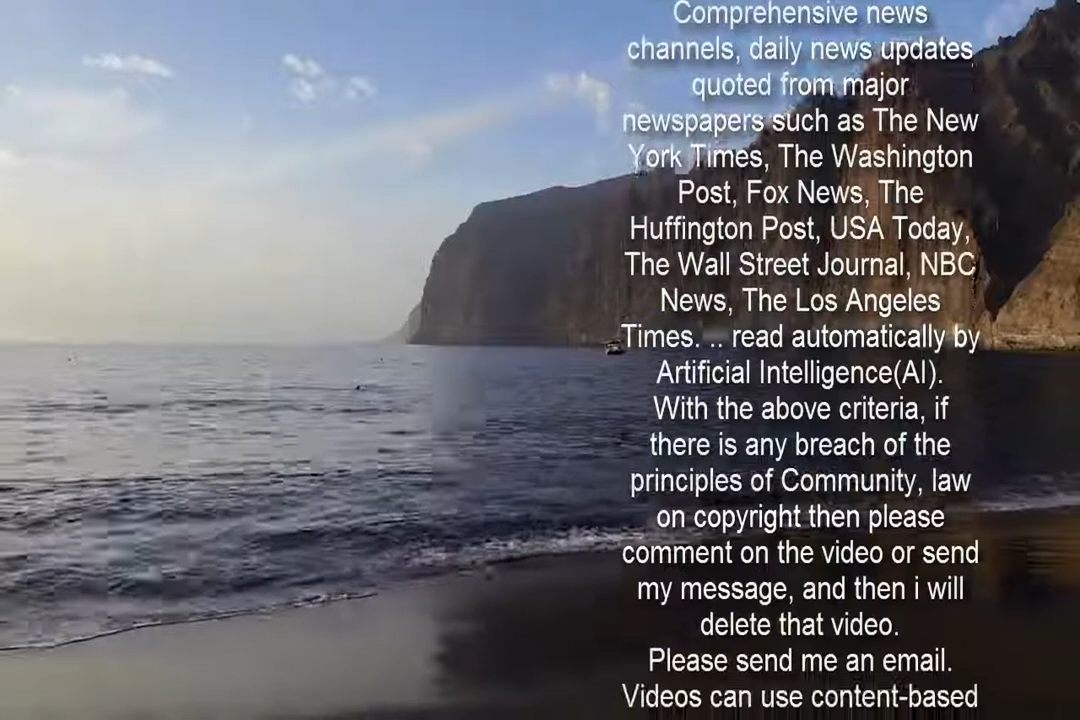 Comprehensive news
channels, daily news updates
quoted from major
newspapers such as The New
York Times, The Washington
Post, Fox News, The
Huffington Post, USA Today,
The Wall Street Journal, NBC
News, The Los Angeles
Times. .. read automatically by
Artificial Intelligence(AI).
With the above criteria, if
there is any breach of the
principles of Community, law
on copyright then please
comment on the video or send
my message, and then i will
delete that video.
Please send me an email.
Videos can use content-based